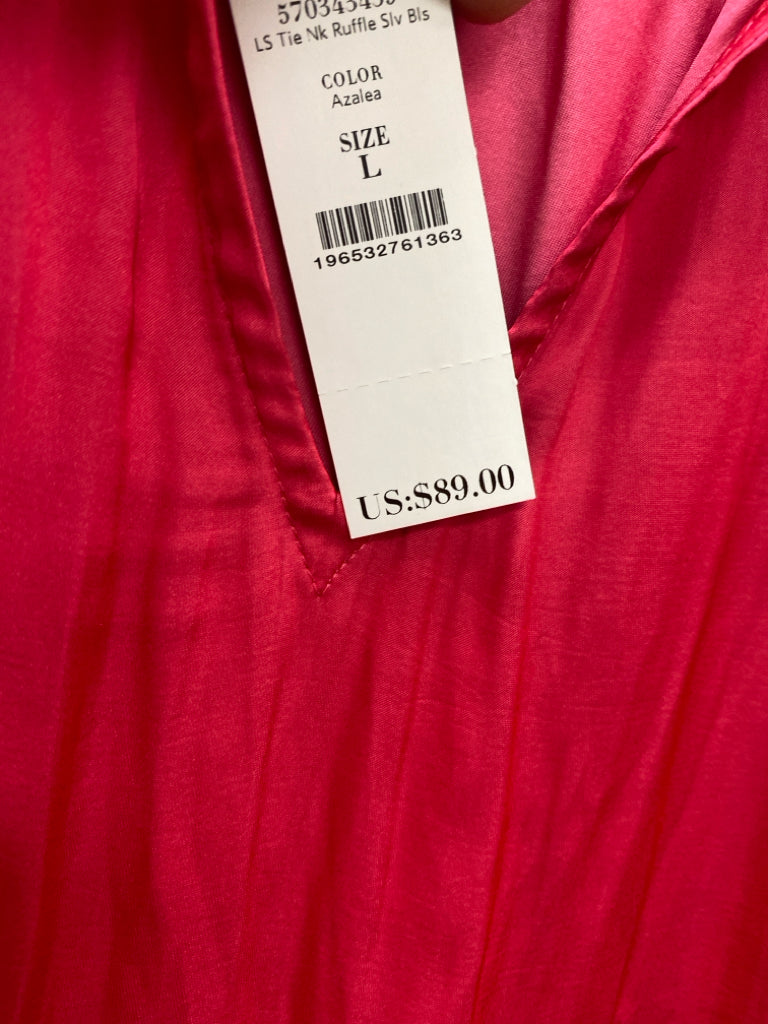 LS Tie Nk Ruffle Slv Bls
COLOR
Azalea
SIZE
L
196532761363
US:$89.00